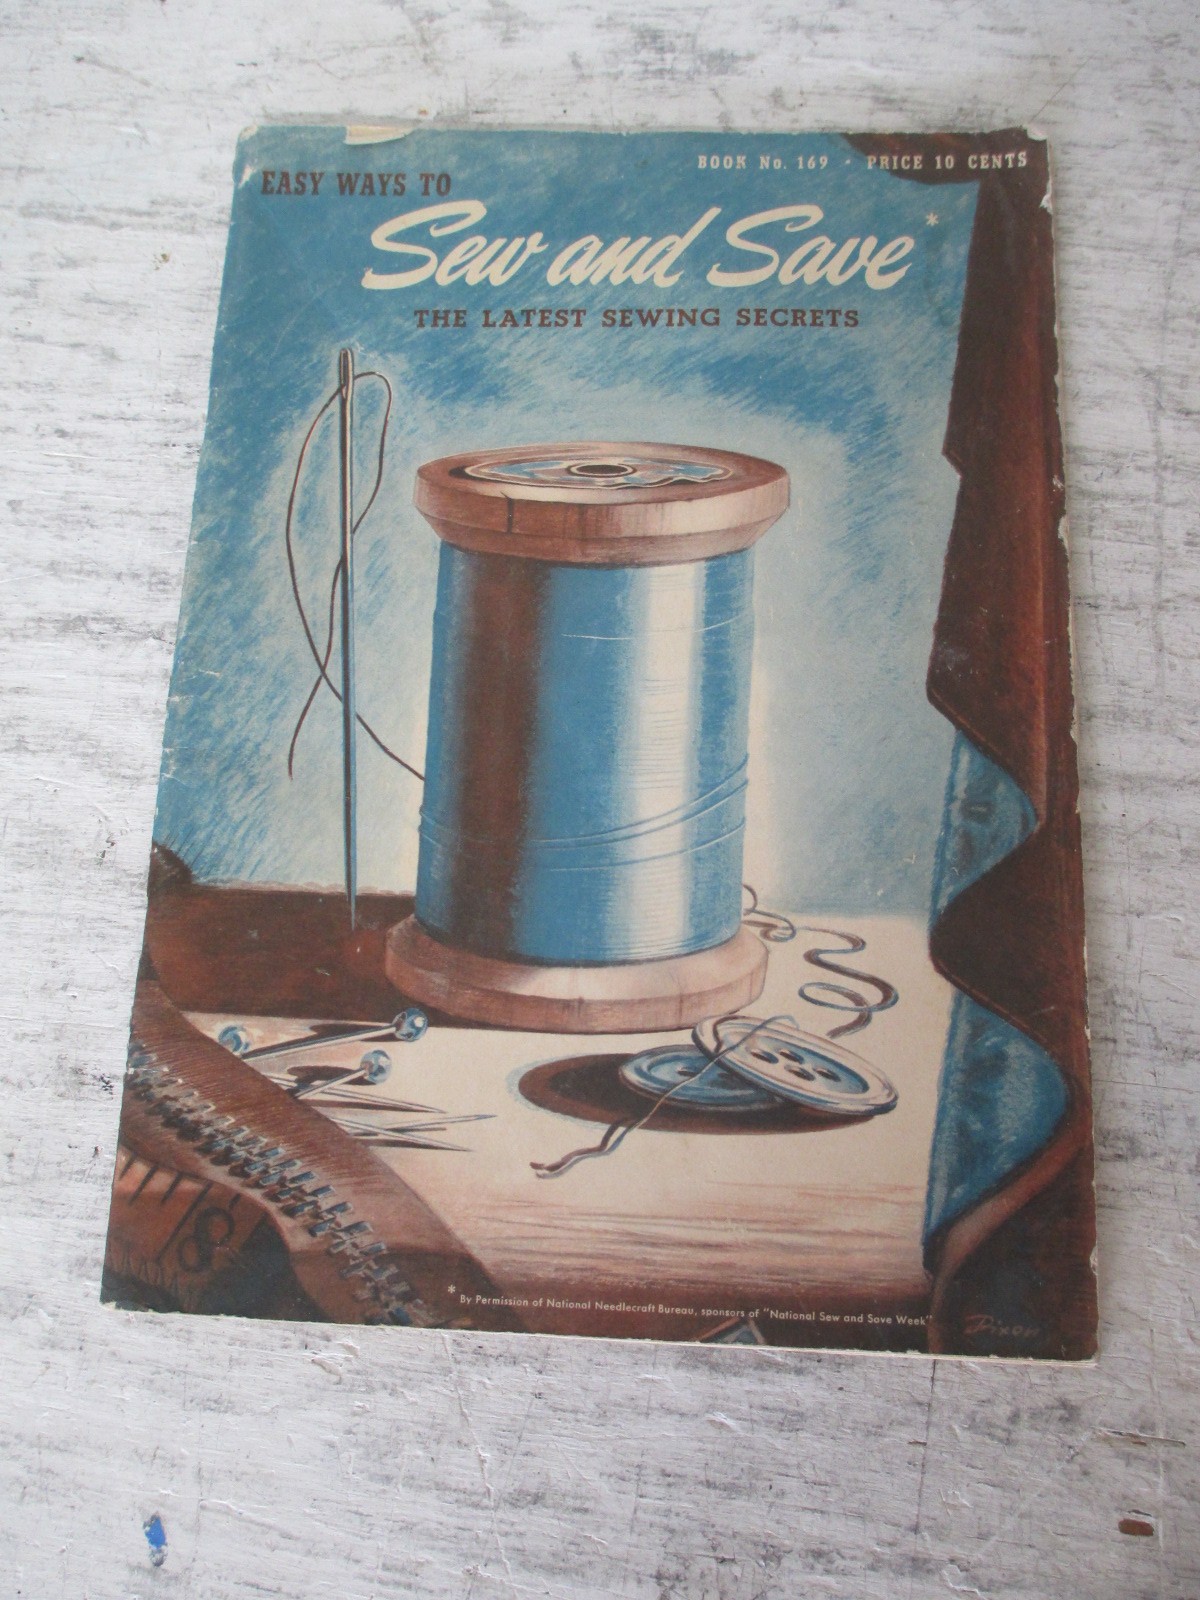 BOOK No. 169 · PRICE 10 CENTS
EASY WAYS TO
Sew and Save*
THE LATEST SEWING SECRETS
8
* By Permission of National Needlecraft Bureau, sponsors of "National Sew and Save Week"
Dixon